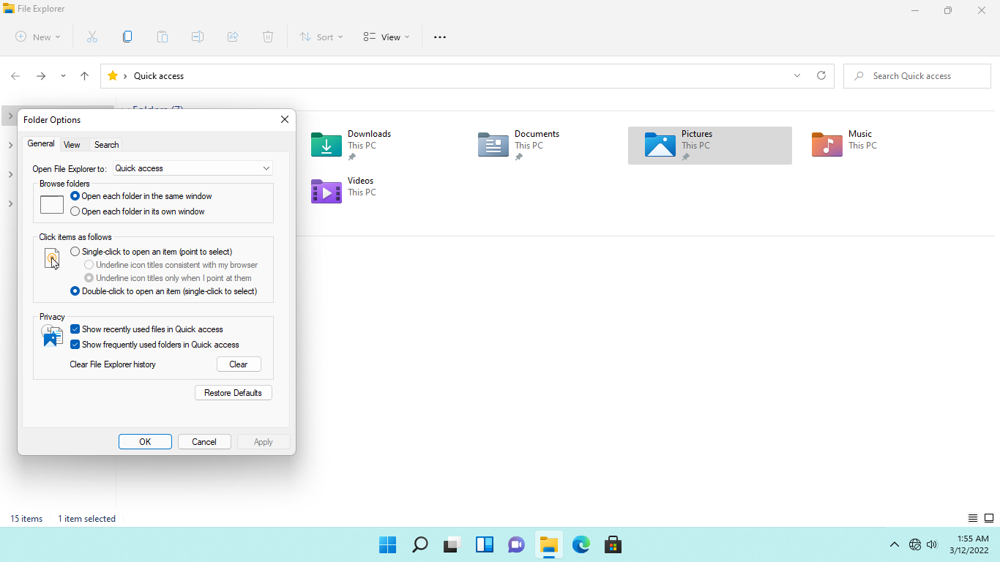 File Explorer
New
Sort
View
Quick access
Search Quick access
Folders (7)
Folder Options
General
View
Search
Open File Explorer to:
Quick access
Browse folders
Open each folder in the same window
Open each folder in its own window
Click items as follows
Single-click to open an item (point to select)
Underline icon titles consistent with my browser
Underline icon titles only when I point at them
Double-click to open an item (single-click to select)
Privacy
Show recently used files in Quick access
Show frequently used folders in Quick access
Clear File Explorer history
Clear
Restore Defaults
OK
Cancel
Apply
Downloads
This PC
Documents
This PC
Pictures
This PC
Music
This PC
Videos
This PC
15 items
1 item selected
1:55 AM
3/12/2022